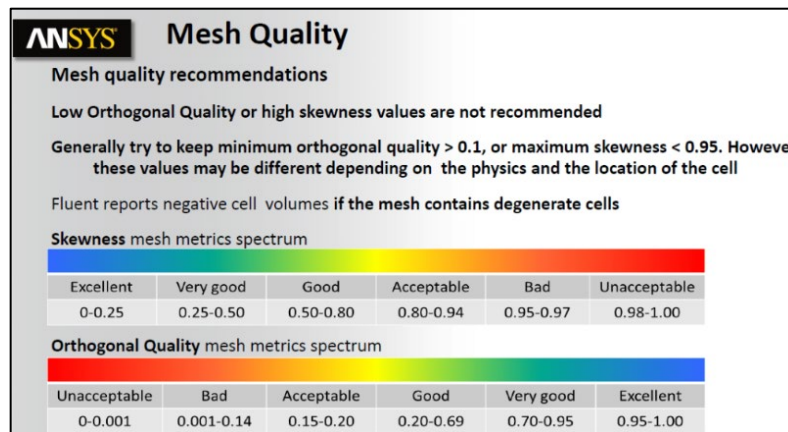 ANSYS Mesh Quality
Mesh quality recommendations
Low Orthogonal Quality or high skewness values are not recommended
Generally try to keep minimum orthogonal quality > 0.1, or maximum skewness < 0.95. Howeve
these values may be different depending on the physics and the location of the cell
Fluent reports negative cell volumes if the mesh contains degenerate cells
Skewness mesh metrics spectrum
Excellent Very good Good Acceptable Bad Unacceptable
0-0.25 0.25-0.50 0.50-0.80 0.80-0.94 0.95-0.97 0.98-1.00
Orthogonal Quality mesh metrics spectrum
Unacceptable Bad Acceptable Good Very good Excellent
0-0.001 0.001-0.14 0.15-0.20 0.20-0.69 0.70-0.95 0.95-1.00